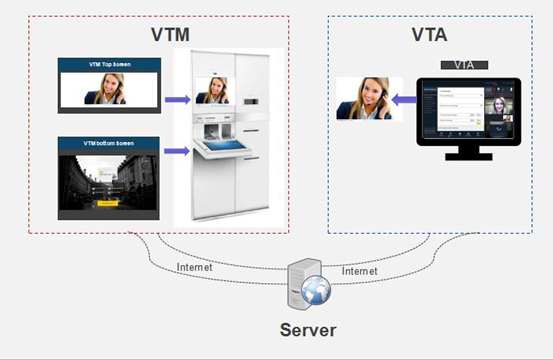 VTM
VTA
VTM Top Screen
VTA
VTM bottom Screen
Internet
Internet
Server